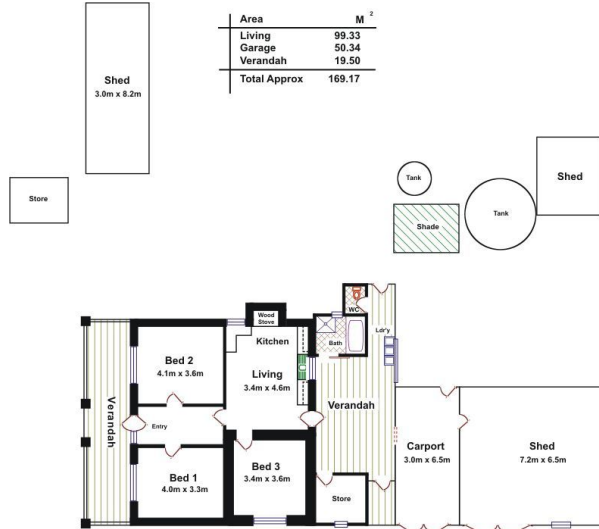 Area M 2
Living 99.33
Garage 50.34
Verandah 19.50
Total Approx 169.17
Shed
3.0m x 8.2m
Store
Tank
Shade
Tank
Shed
WC
Wood
Stove
Kitchen
Bath
Ldr'y
Bed 2
4.1m x 3.6m
Living
3.4m x 4.6m
Verandah
Verandah
Entry
Carport
3.0m x 6.5m
Shed
7.2m x 6.5m
Bed 1
4.0m x 3.3m
Bed 3
3.4m x 3.6m
Store